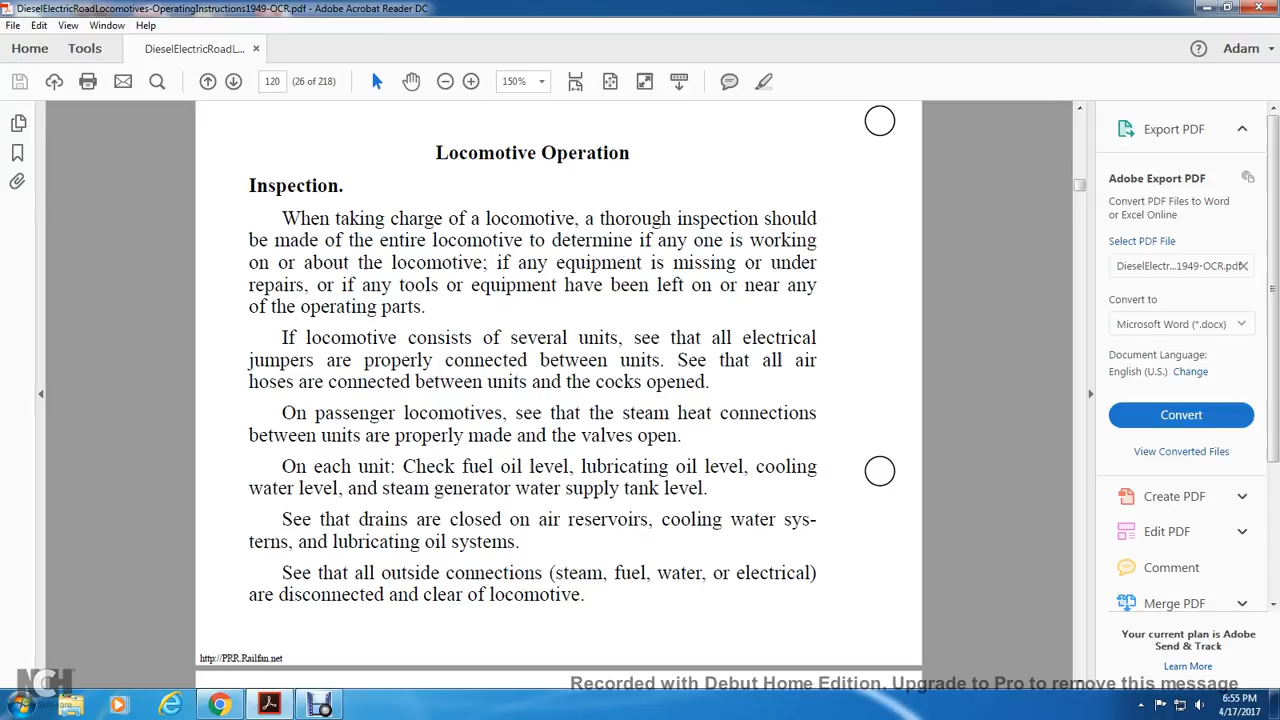 DieselElectricRoadLocomotives-OperatingInstructions1949-OCR.pdf - Adobe Acrobat Reader DC
File Edit View Window Help
Home Tools DieselElectricRoadL... × Adam
120 (26 of 218) 150%
Locomotive Operation
Inspection.
When taking charge of a locomotive, a thorough inspection should
be made of the entire locomotive to determine if any one is working
on or about the locomotive; if any equipment is missing or under
repairs, or if any tools or equipment have been left on or near any
of the operating parts.
If locomotive consists of several units, see that all electrical
jumpers are properly connected between units. See that all air
hoses are connected between units and the cocks opened.
On passenger locomotives, see that the steam heat connections
between units are properly made and the valves open.
On each unit: Check fuel oil level, lubricating oil level, cooling
water level, and steam generator water supply tank level.
See that drains are closed on air reservoirs, cooling water sys-
terns, and lubricating oil systems.
See that all outside connections (steam, fuel, water, or electrical)
are disconnected and clear of locomotive.
http://PRR.Railfan.net
Export PDF
Adobe Export PDF
Convert PDF Files to Word
or Excel Online
Select PDF File
DieselElectr...1949-OCR.pdf
Convert to
Microsoft Word (*.docx)
Document Language:
English (U.S.) Change
Convert
View Converted Files
Create PDF
Edit PDF
Comment
Merge PDF
Your current plan is Adobe
Send & Track
Learn More
Recorded with Debut Home Edition. Upgrade to Pro to remove this message
NCH
Software
6:55 PM
4/17/2017